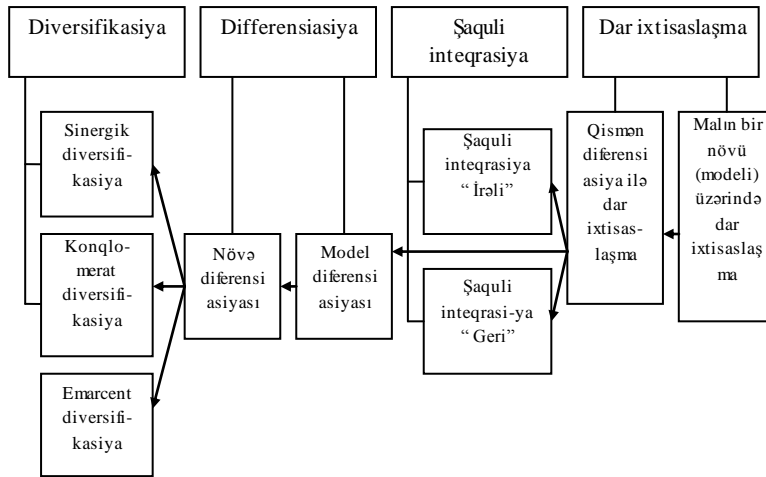 Diversifikasiya
Differensiasiya
Şaquli
inteqrasiya
Dar ixtisaslaşma
Sinergik
diversifi-
kasiya
Konqlo-
merat
diversifi-
kasiya
Emarcent
diversifi-
kasiya
Növə
diferensi
asiyası
Model
diferensi
asiyası
Şaquli
inteqrasiya
“ İrəli”
Şaquli
inteqrasi-ya
“ Geri”
Qismən
diferensi
asiya ilə
dar
ixtisas-
laşma
Malın bir
növü
(modeli)
üzərində
dar
ixtisaslaş
ma